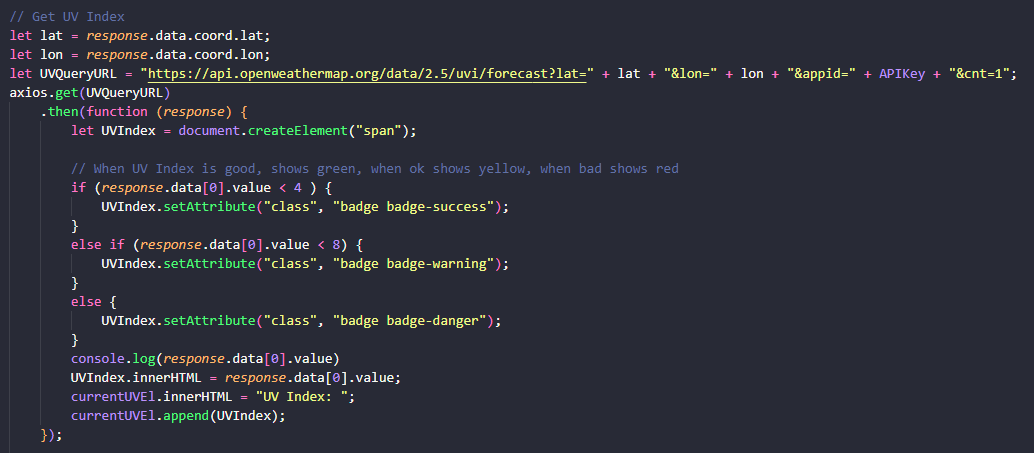 // Get UV Index
let lat = response.data.coord.lat;
let lon = response.data.coord.lon;
let UVQueryURL = "https://api.openweathermap.org/data/2.5/uvi/forecast?lat=" + lat + "&lon=" + lon + "&appid=" + APIKey + "&cnt=1";
axios.get(UVQueryURL)
    .then(function (response) {
        let UVIndex = document.createElement("span");

        // When UV Index is good, shows green, when ok shows yellow, when bad shows red
        if (response.data[0].value < 4 ) {
            UVIndex.setAttribute("class", "badge badge-success");
        }
        else if (response.data[0].value < 8) {
            UVIndex.setAttribute("class", "badge badge-warning");
        }
        else {
            UVIndex.setAttribute("class", "badge badge-danger");
        }
        console.log(response.data[0].value)
        UVIndex.innerHTML = response.data[0].value;
        currentUVEl.innerHTML = "UV Index: ";
        currentUVEl.append(UVIndex);
    });